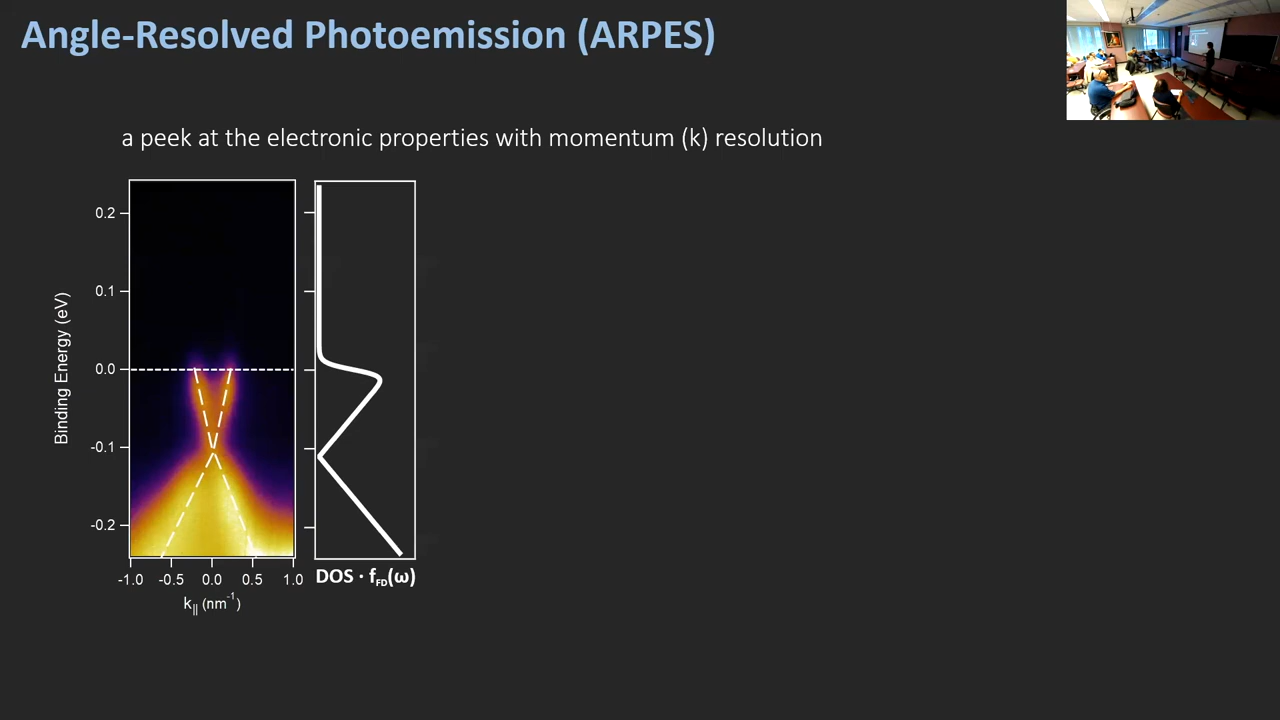 Angle-Resolved Photoemission (ARPES)
a peek at the electronic properties with momentum (k) resolution
Binding Energy (eV)
0.2
0.1
0.0
-0.1
-0.2
-1.0 -0.5 0.0 0.5 1.0
k|| (nm-1)
DOS · fFD(ω)